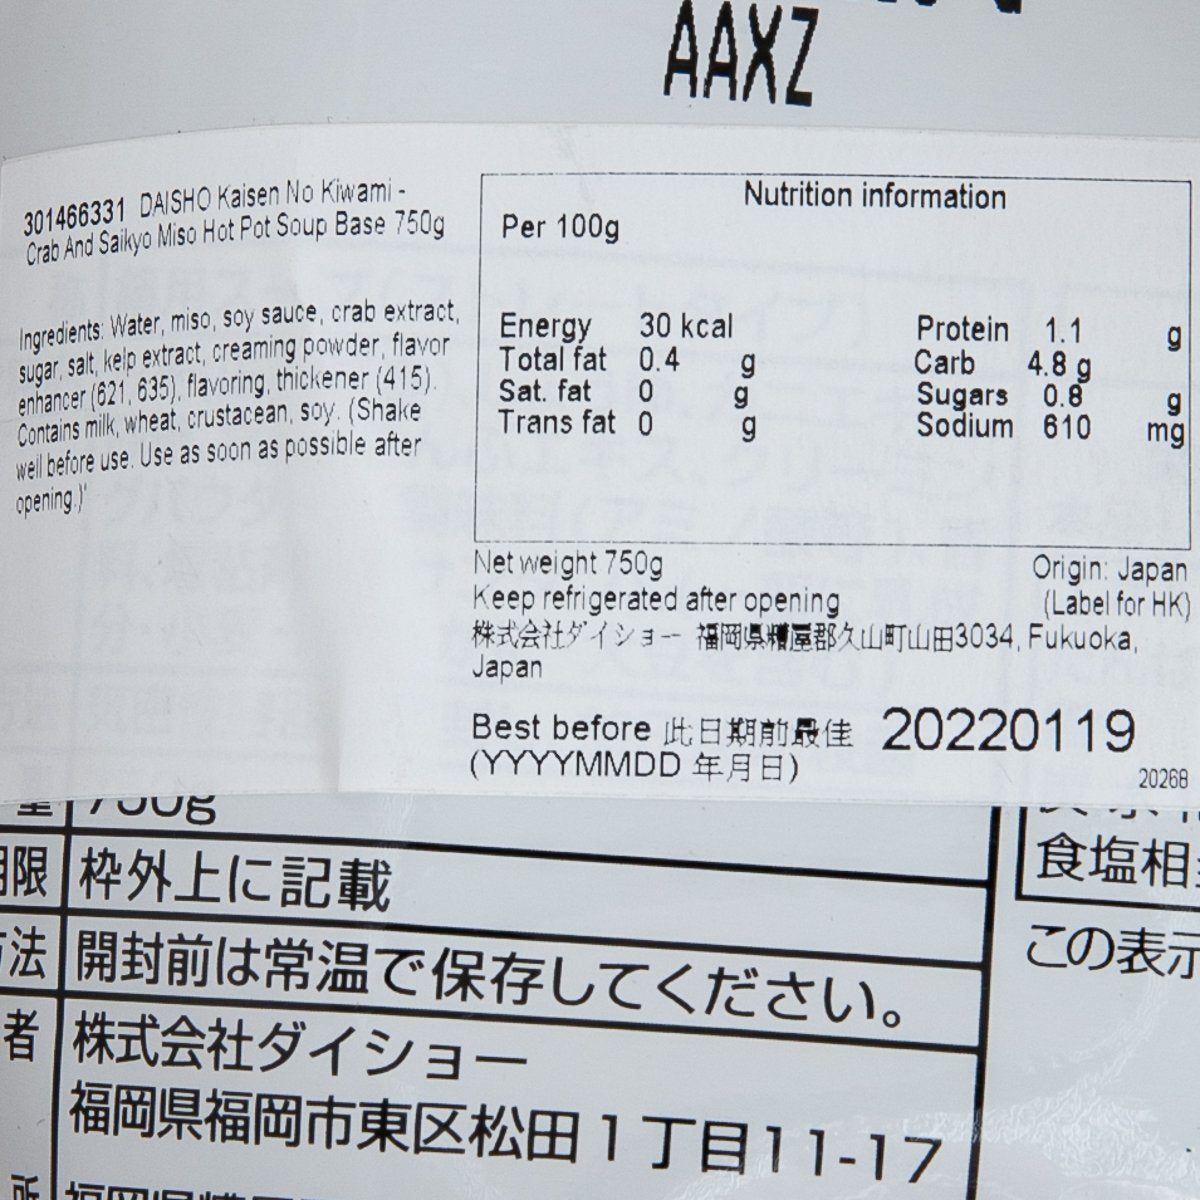 AAXZ
301466331 DAISHO Kaisen No Kiwami -
Crab And Saikyo Miso Hot Pot Soup Base 750g
Ingredients: Water, miso, soy sauce, crab extract,
sugar, salt, kelp extract, creaming powder, flavor
enhancer (621, 635), flavoring, thickener (415).
Contains milk, wheat, crustacean, soy. (Shake
well before use. Use as soon as possible after
opening.)'
Nutrition information
Per 100g
Energy 30 kcal Protein 1.1 g
Total fat 0.4 g Carb 4.8 g
Sat. fat 0 g Sugars 0.8 g
Trans fat 0 g Sodium 610 mg
Net weight 750g Origin: Japan
Keep refrigerated after opening (Label for HK)
株式会社ダイショー 福岡県糟屋郡久山町山田3034, Fukuoka,
Japan
Best before 此日期前最佳 20220119
(YYYYMMDD 年月日)
20268
量 750g
期限 枠外上に記載
食塩相
方法 開封前は常温で保存してください。
この表示
者 株式会社ダイショー
福岡県福岡市東区松田1丁目11-17
所